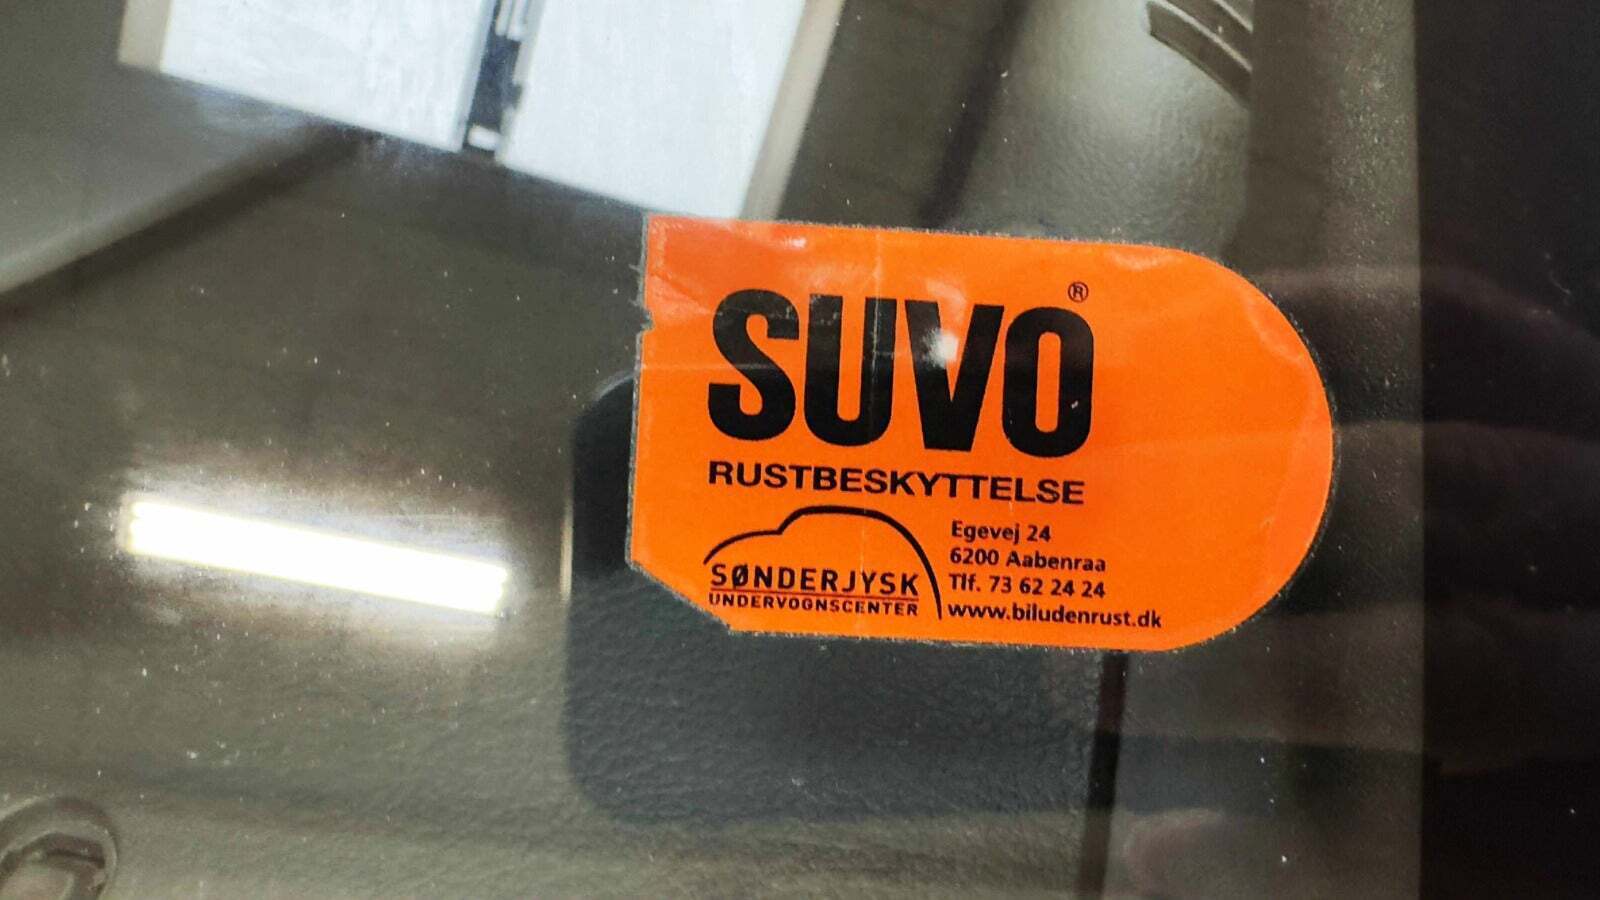 SUVO®
RUSTBESKYTTELSE
SØNDERJYSK
UNDERVOGNSCENTER
Egevej 24
6200 Aabenraa
Tlf. 73 62 24 24
www.biludenrust.dk